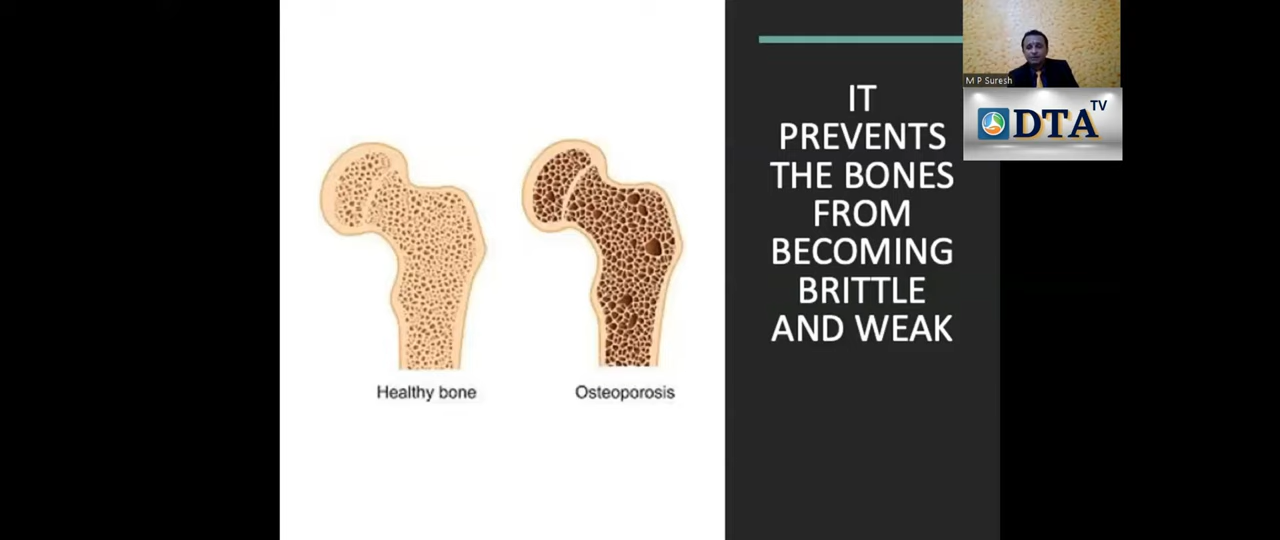 IT
PREVENTS
THE BONES
FROM
BECOMING
BRITTLE
AND WEAK
Healthy bone
Osteoporosis
M P Suresh
DTA TV